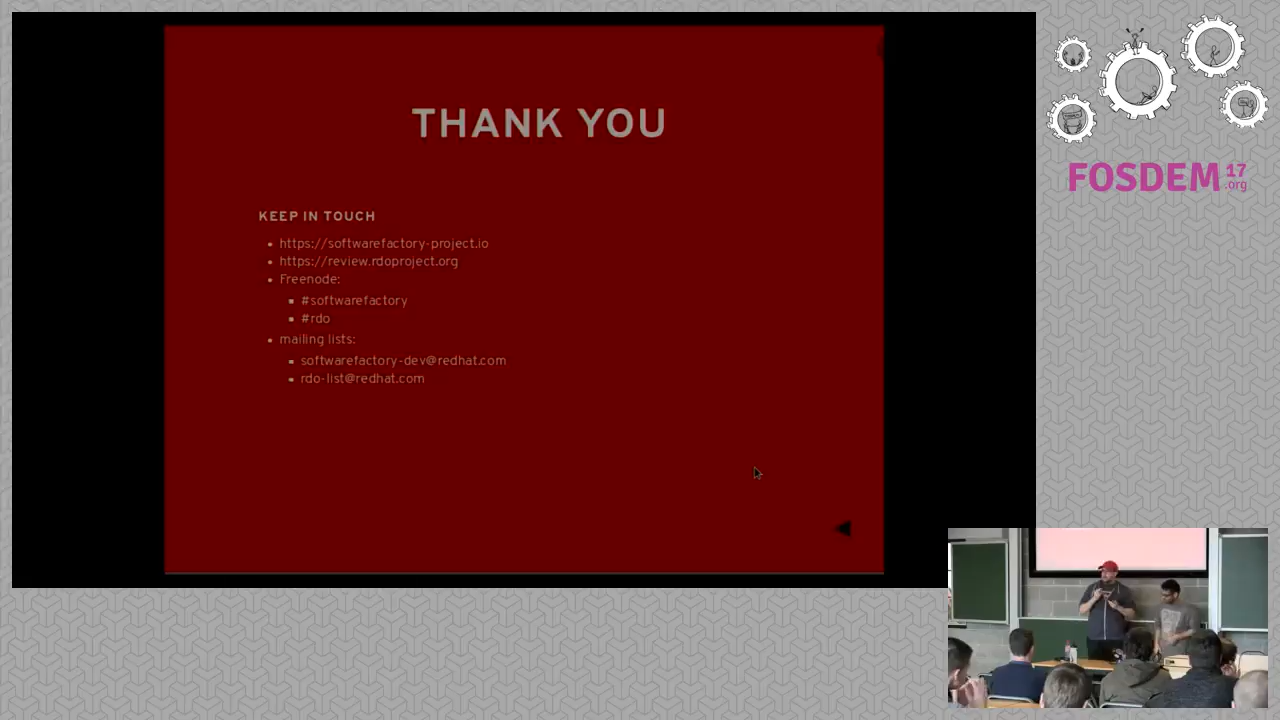 THANK YOU
KEEP IN TOUCH
https://softwarefactory-project.io
https://review.rdoproject.org
Freenode:
#softwarefactory
#rdo
mailing lists:
softwarefactory-dev@redhat.com
rdo-list@redhat.com
FOSDEM 17
.org